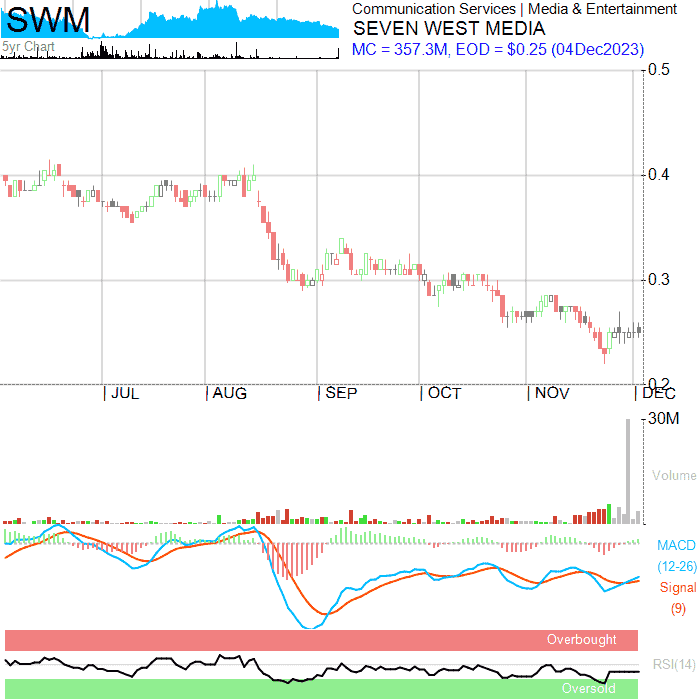 SWM
5yr Chart
Communication Services | Media & Entertainment
SEVEN WEST MEDIA
MC = 357.3M, EOD = $0.25 (04Dec2023)
0.5
0.4
0.3
0.2
JUL AUG SEP OCT NOV DEC
30M
Volume
MACD
(12-26)
Signal
(9)
Overbought
RSI(14)
Oversold